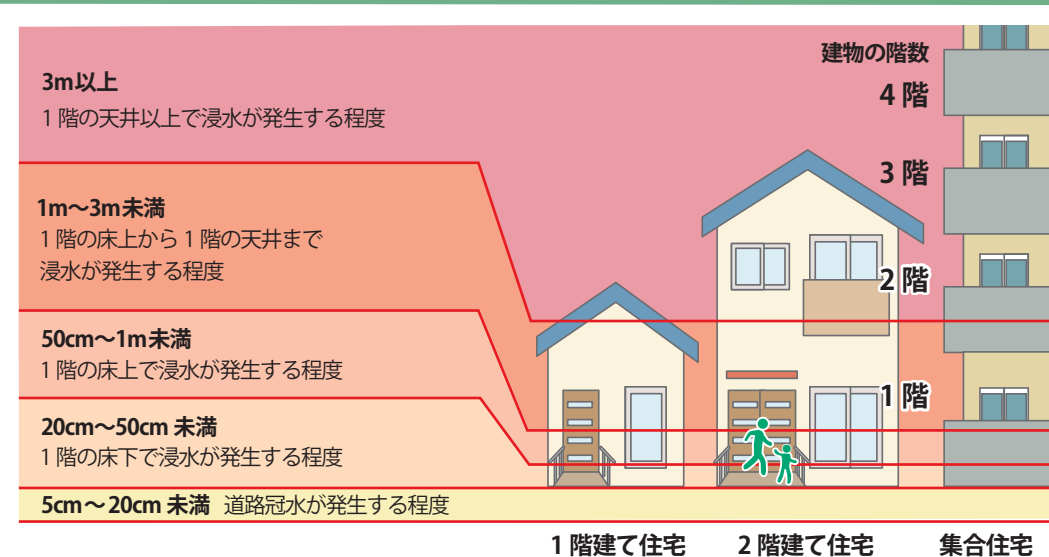 3m以上
1階の天井以上で浸水が発生する程度
1m～3m未満
1階の床上から1階の天井まで
浸水が発生する程度
50cm～1m未満
1階の床上で浸水が発生する程度
20cm～50cm 未満
1階の床下で浸水が発生する程度
5cm～20cm 未満 道路冠水が発生する程度
建物の階数
4階
3階
2階
1階
1階建て住宅 2階建て住宅 集合住宅